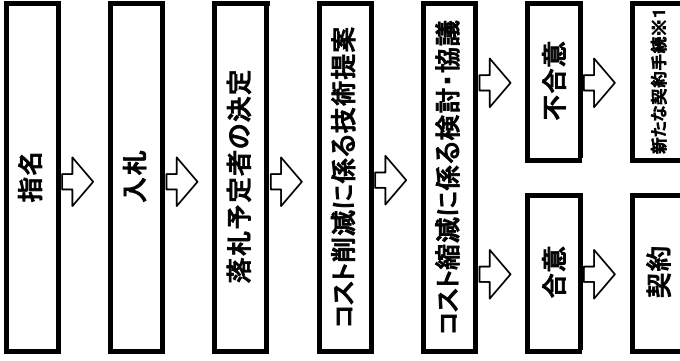 指名
入札
落札予定者の決定
コスト削減に係る技術提案
コスト縮減に係る検討・協議
不合意
新たな契約手続※1
合意
契約